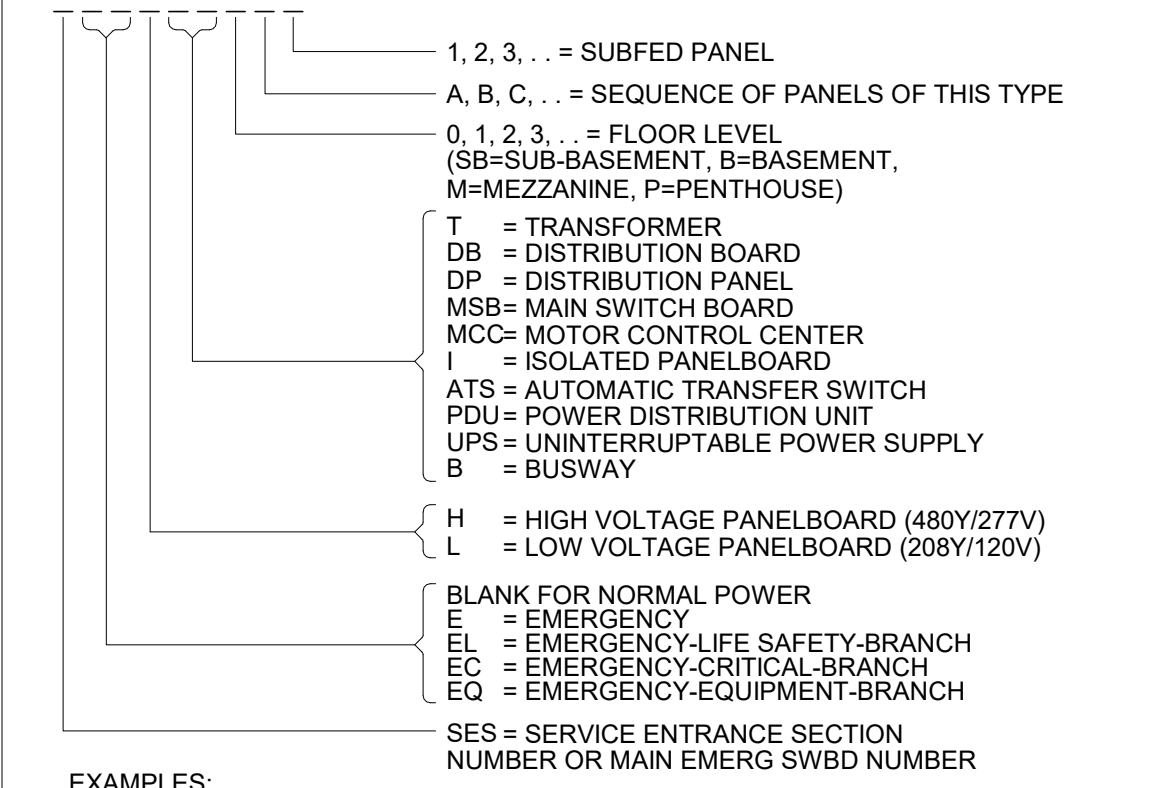 1, 2, 3, . . = SUBFED PANEL
A, B, C, . . = SEQUENCE OF PANELS OF THIS TYPE
0, 1, 2, 3, . . = FLOOR LEVEL
(SB=SUB-BASEMENT, B=BASEMENT,
M=MEZZANINE, P=PENTHOUSE)
T = TRANSFORMER
DB = DISTRIBUTION BOARD
DP = DISTRIBUTION PANEL
MSB= MAIN SWITCH BOARD
MCC= MOTOR CONTROL CENTER
I = ISOLATED PANELBOARD
ATS = AUTOMATIC TRANSFER SWITCH
PDU= POWER DISTRIBUTION UNIT
UPS = UNINTERRUPTABLE POWER SUPPLY
B = BUSWAY
H = HIGH VOLTAGE PANELBOARD (480Y/277V)
L = LOW VOLTAGE PANELBOARD (208Y/120V)
BLANK FOR NORMAL POWER
E = EMERGENCY
EL = EMERGENCY-LIFE SAFETY-BRANCH
EC = EMERGENCY-CRITICAL-BRANCH
EQ = EMERGENCY-EQUIPMENT-BRANCH
SES = SERVICE ENTRANCE SECTION
NUMBER OR MAIN EMERG SWBD NUMBER
EXAMPLES: